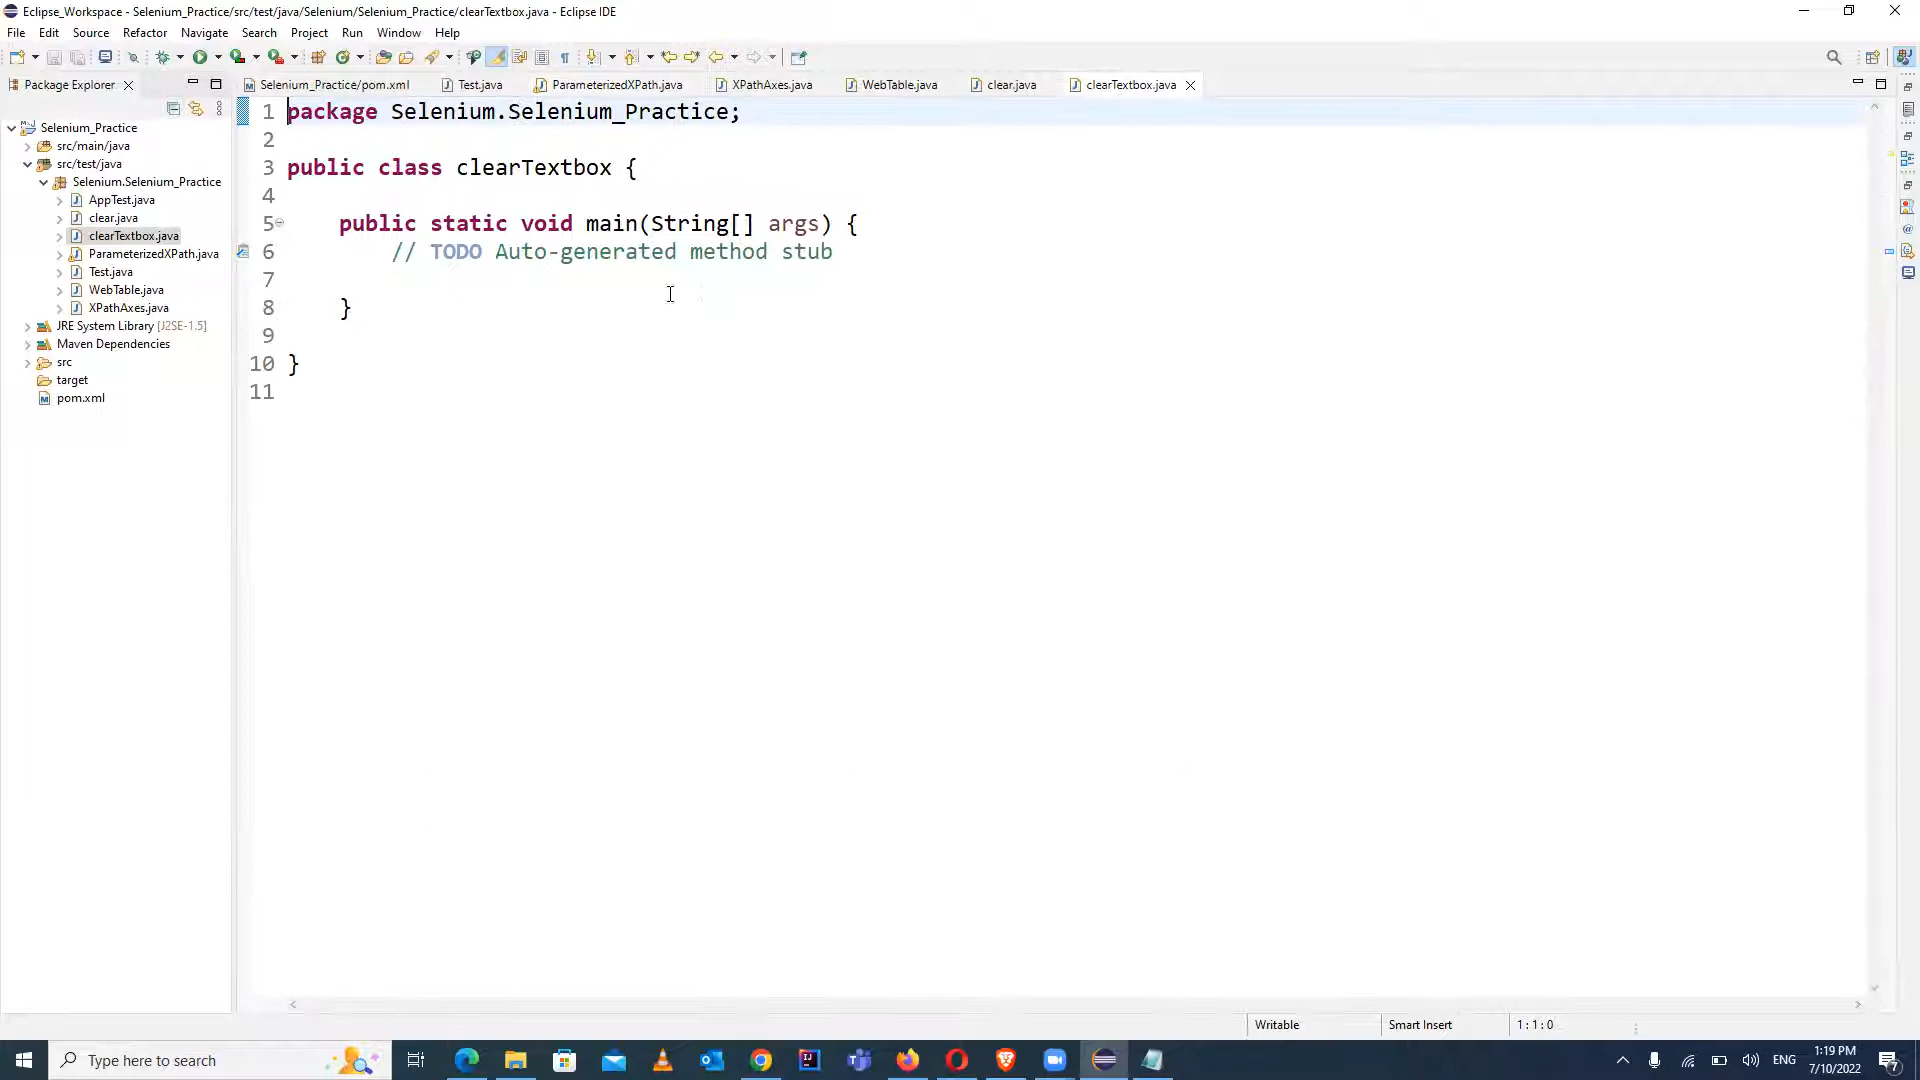 Eclipse_Workspace - Selenium_Practice/src/test/java/Selenium/Selenium_Practice/clearTextbox.java - Eclipse IDE
File Edit Source Refactor Navigate Search Project Run Window Help
Package Explorer
Selenium_Practice/pom.xml Test.java ParameterizedXPath.java XPathAxes.java WebTable.java clear.java clearTextbox.java
Selenium_Practice
src/main/java
src/test/java
Selenium.Selenium_Practice
AppTest.java
clear.java
clearTextbox.java
ParameterizedXPath.java
Test.java
WebTable.java
XPathAxes.java
JRE System Library [J2SE-1.5]
Maven Dependencies
src
target
pom.xml
1 package Selenium.Selenium_Practice;
2
3 public class clearTextbox {
4
5 public static void main(String[] args) {
6 // TODO Auto-generated method stub
7
8 }
9
10 }
11
Writable Smart Insert 1 : 1 : 0
Type here to search
ENG
1:19 PM
7/10/2022
7